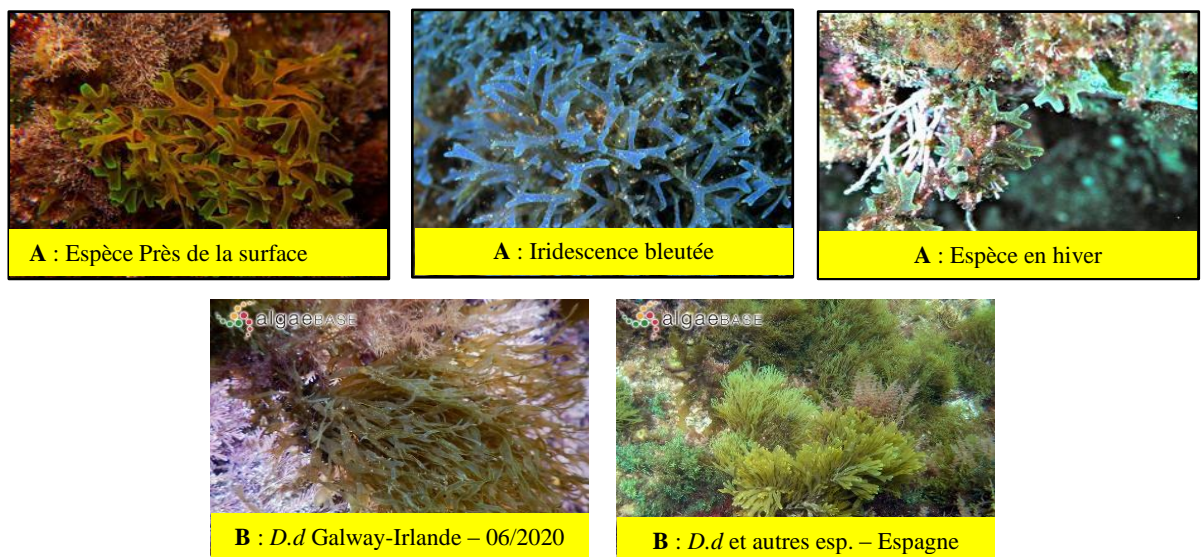 A : Espèce Près de la surface
A : Iridescence bleutée
A : Espèce en hiver
algaeBASE
algaeBASE
B : D.d Galway-Irlande – 06/2020
B : D.d et autres esp. – Espagne